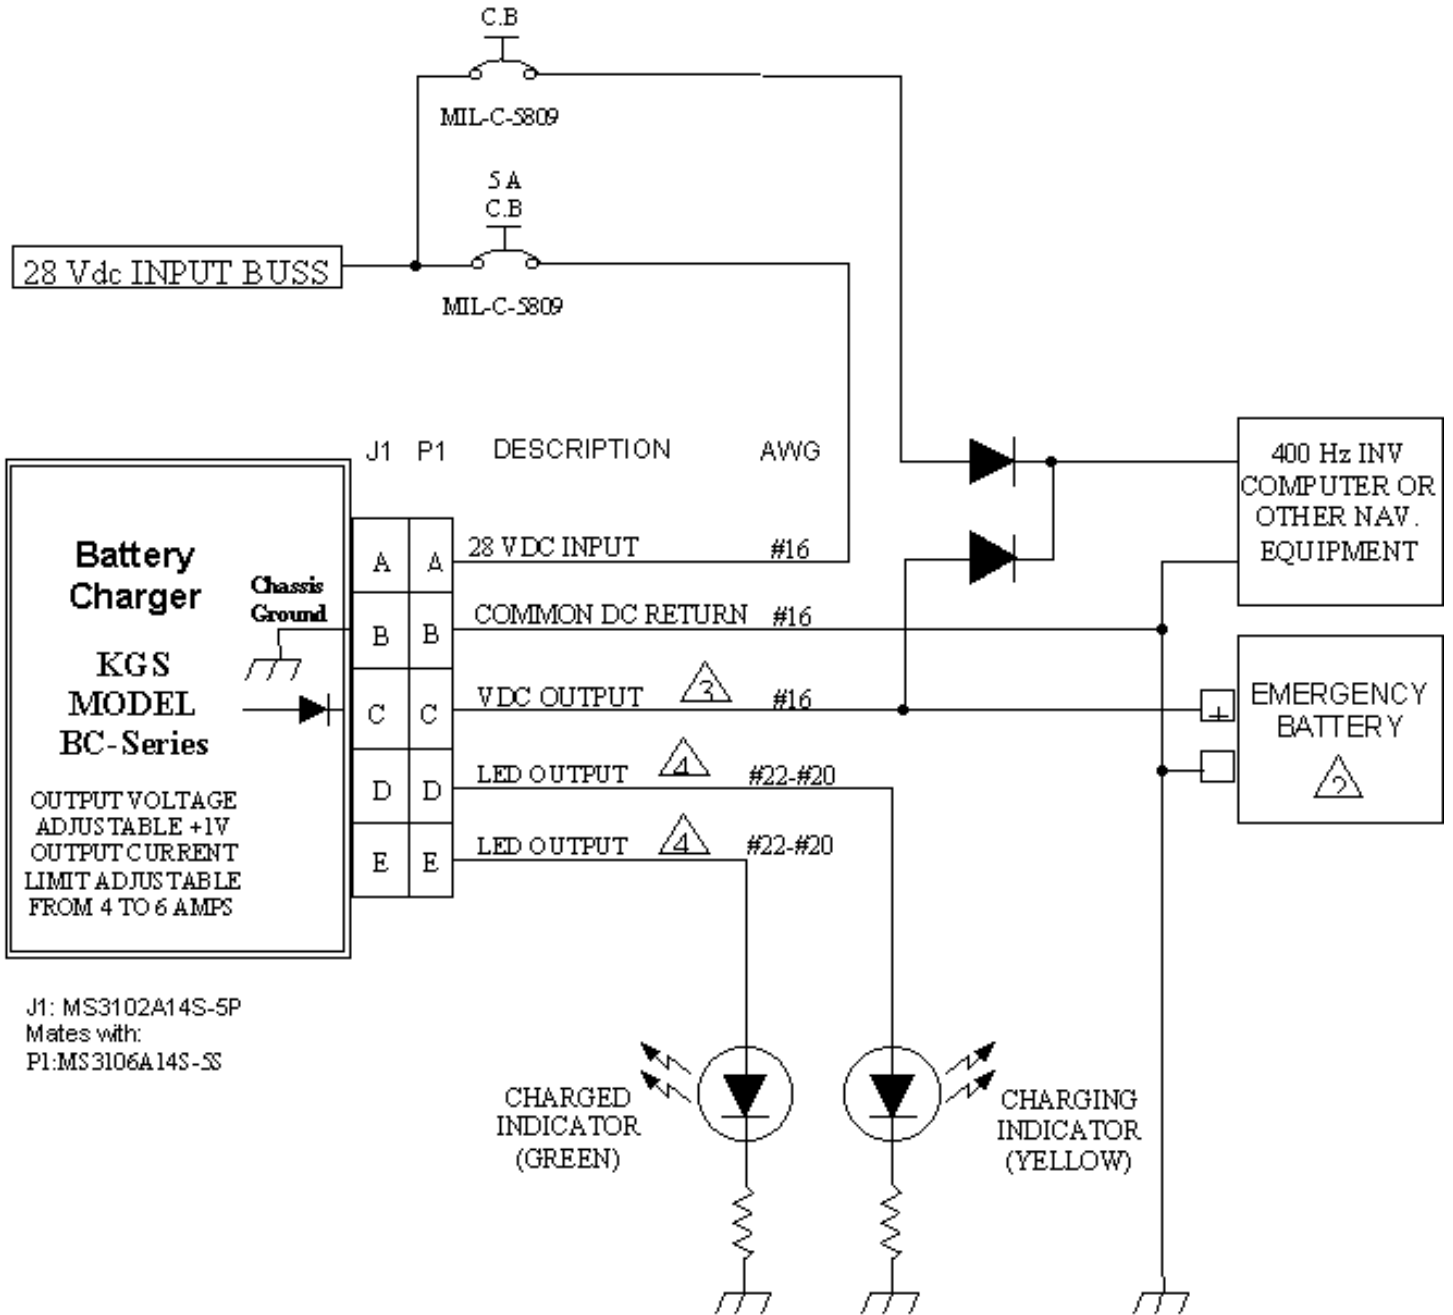 C.B
MIL-C-5809
5 A
C.B
28 Vdc INPUT BUSS
MIL-C-5809
J1 P1 DESCRIPTION AWG
Battery
Charger
KGS
MODEL
BC-Series
OUTPUT VOLTAGE
ADJUSTABLE +1V
OUTPUT CURRENT
LIMIT ADJUSTABLE
FROM 4 TO 6 AMPS
Chassis
Ground
A A 28 VDC INPUT #16
B B COMMON DC RETURN #16
C C VDC OUTPUT 3 #16
D D LED OUTPUT 4 #22-#20
E E LED OUTPUT 4 #22-#20
400 Hz INV
COMPUTER OR
OTHER NAV.
EQUIPMENT
+
EMERGENCY
BATTERY
2
J1: MS3102A14S-5P
Mates with:
P1:MS3106A14S-5S
CHARGED
INDICATOR
(GREEN)
CHARGING
INDICATOR
(YELLOW)